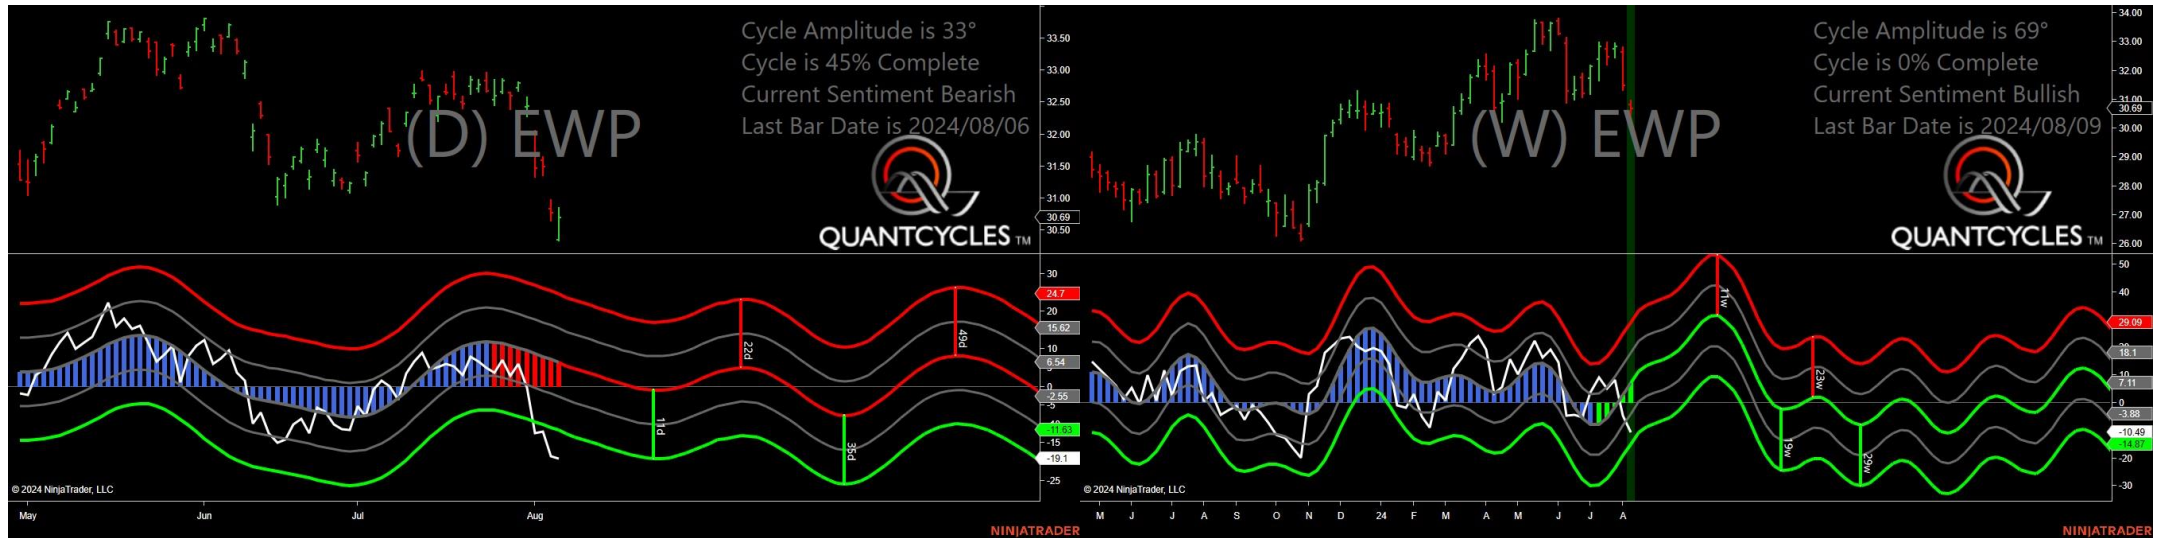 Cycle Amplitude is 33°
Cycle is 45% Complete
Current Sentiment Bearish
Last Bar Date is 2024/08/06
(D) EWP
QUANTCYCLES TM
33.50
33.00
32.50
32.00
31.50
31.00
30.69
30.50
30
24.7
20
15.62
10
6.54
0
-2.55
-5
-11.63
-15
-19.1
-25
22d
49d
11d
35d
© 2024 NinjaTrader, LLC
May Jun Jul Aug
NINJATRADER
Cycle Amplitude is 69°
Cycle is 0% Complete
Current Sentiment Bullish
Last Bar Date is 2024/08/09
(W) EWP
QUANTCYCLES TM
34.00
33.00
32.00
31.00
30.69
30.00
29.00
28.00
27.00
26.00
50
40
29.09
18.1
10
7.11
0
-3.88
-10.49
-14.87
-20
-30
11w
23w
19w
29w
© 2024 NinjaTrader, LLC
M J J A S O N D 24 F M A M J J A
NINJATRADER